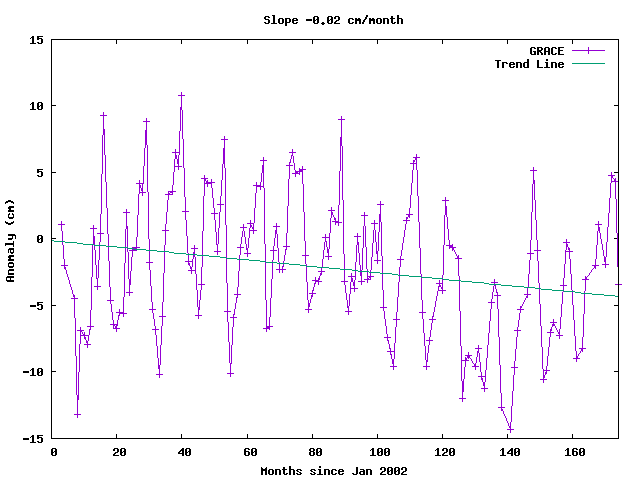 Slope -0.02 cm/month
GRACE
Trend Line
15
10
5
0
-5
-10
-15
Anomaly (cm)
0 20 40 60 80 100 120 140 160
Months since Jan 2002